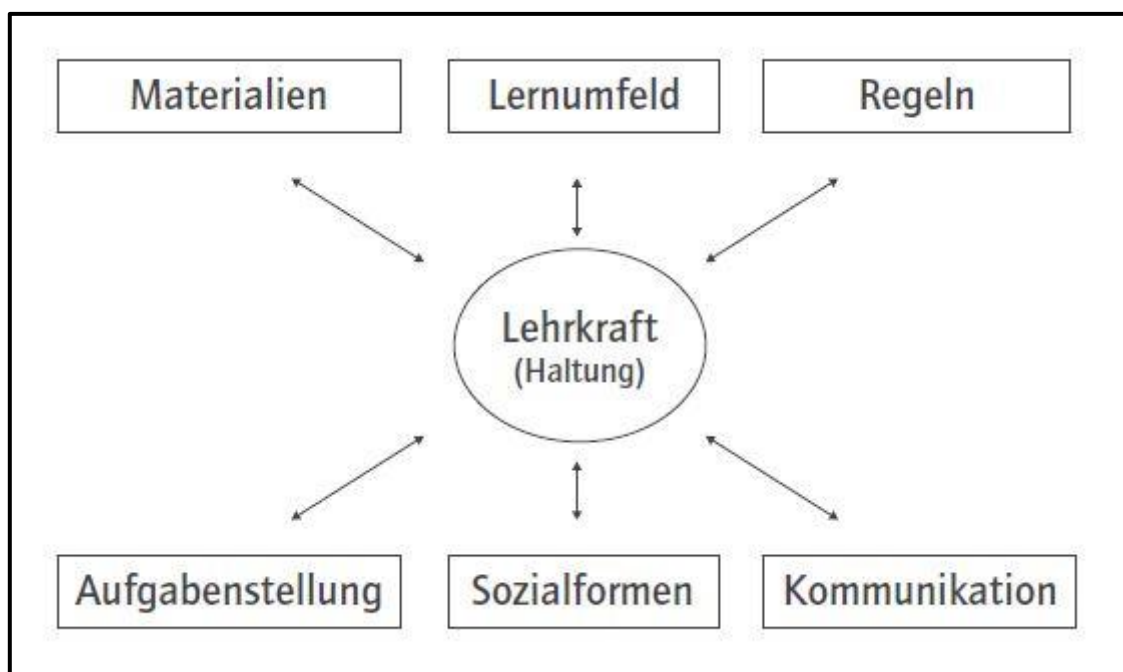 Materialien
Lernumfeld
Regeln
Lehrkraft
(Haltung)
Aufgabenstellung
Sozialformen
Kommunikation